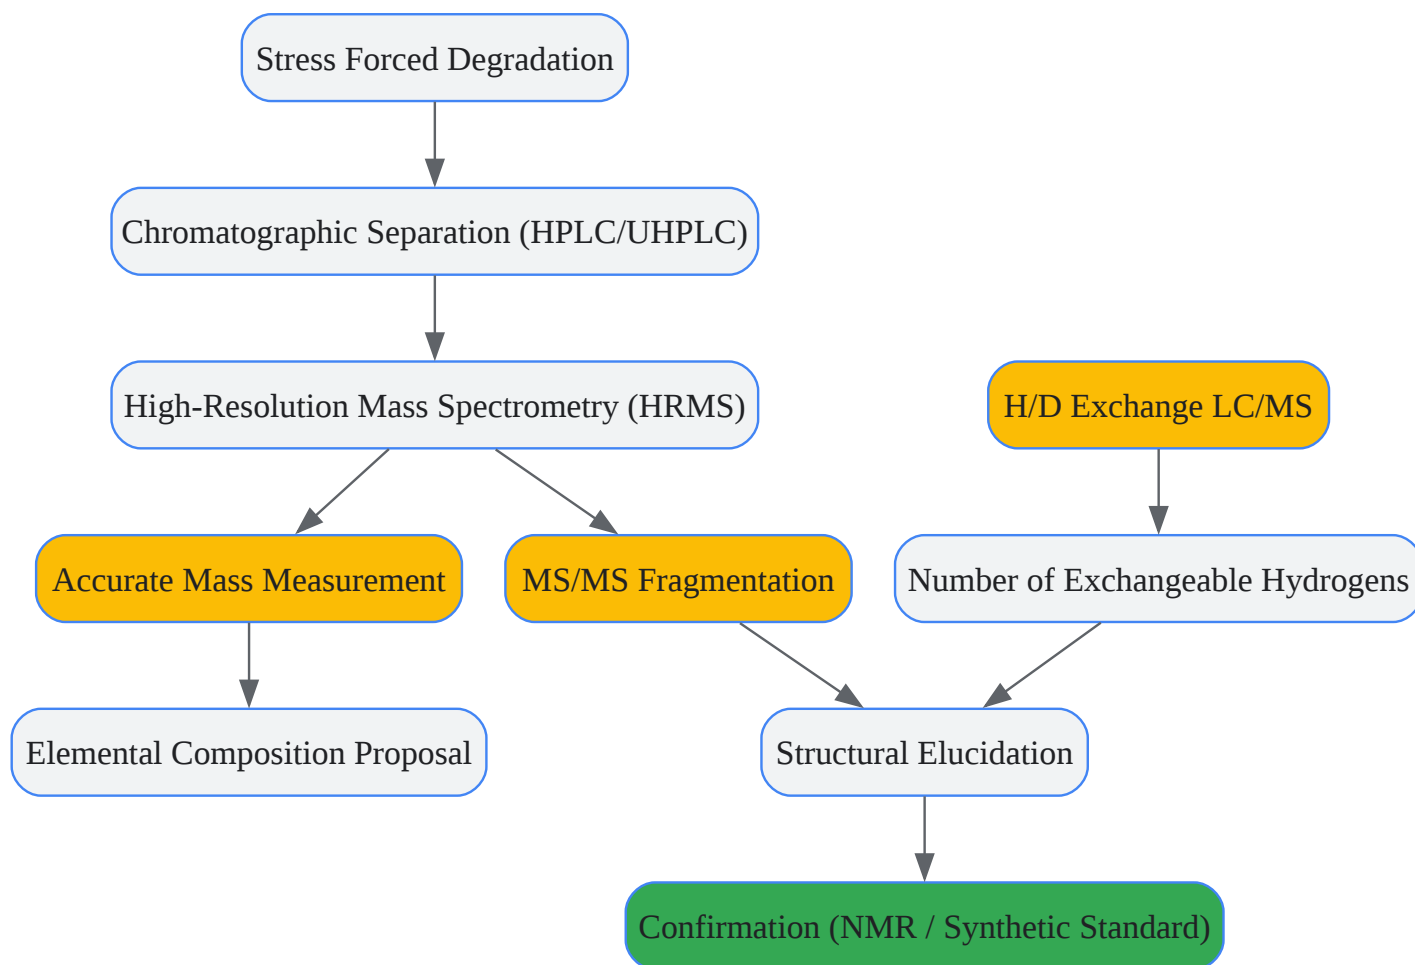 Stress Forced Degradation
Chromatographic Separation (HPLC/UHPLC)
High-Resolution Mass Spectrometry (HRMS)
H/D Exchange LC/MS
Accurate Mass Measurement
MS/MS Fragmentation
Number of Exchangeable Hydrogens
Elemental Composition Proposal
Structural Elucidation
Confirmation (NMR / Synthetic Standard)